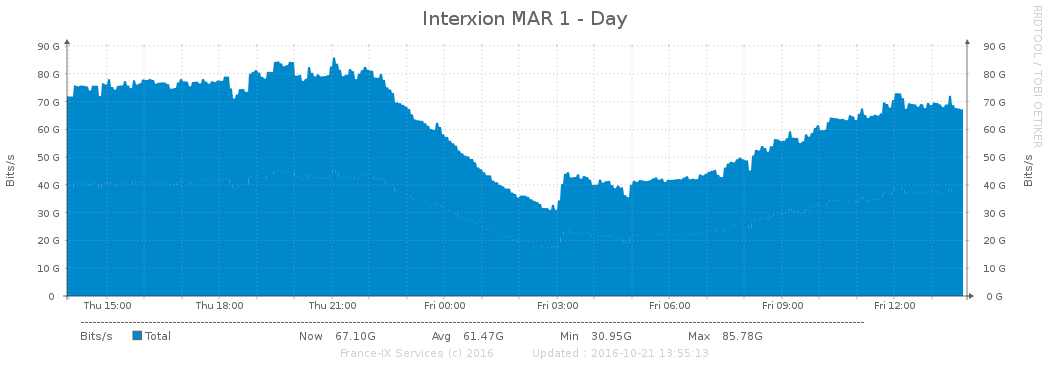 Interxion MAR 1 - Day
RRDTOOL / TOBI OETIKER
Bits/s
90 G 90 G
80 G 80 G
70 G 70 G
60 G 60 G
50 G 50 G
40 G 40 G
30 G 30 G
20 G 20 G
10 G 10 G
0 0 G
Bits/s
Thu 15:00 Thu 18:00 Thu 21:00 Fri 00:00 Fri 03:00 Fri 06:00 Fri 09:00 Fri 12:00
Bits/s Total Now 67.10G Avg 61.47G Min 30.95G Max 85.78G
France-IX Services (c) 2016 Updated : 2016-10-21 13:55:13